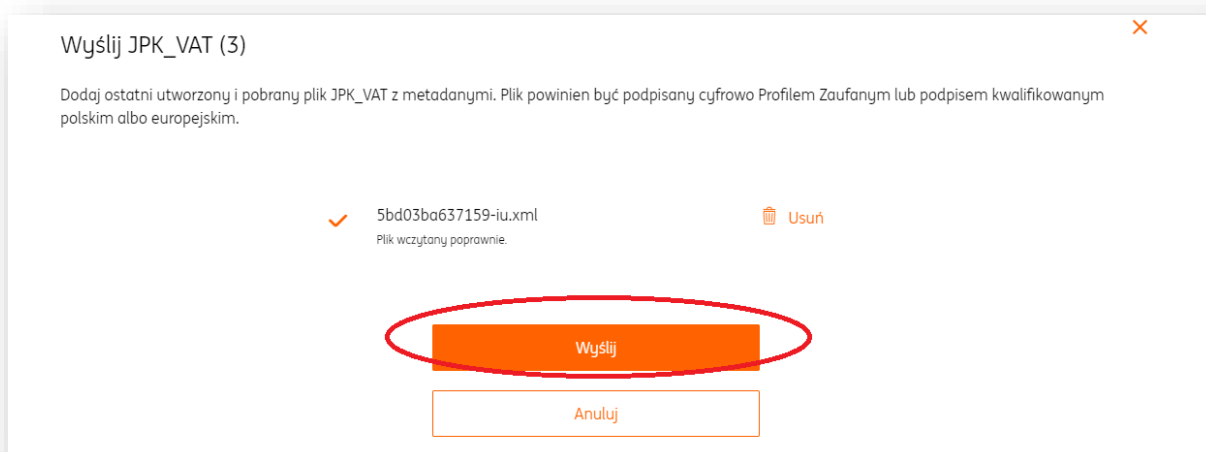 Wyślij JPK_VAT (3)
Dodaj ostatni utworzony i pobrany plik JPK_VAT z metadanymi. Plik powinien być podpisany cyfrowo Profilem Zaufanym lub podpisem kwalifikowanym
polskim albo europejskim.
5bd03ba637159-iu.xml
Usuń
Plik wczytany poprawnie.
Wyślij
Anuluj